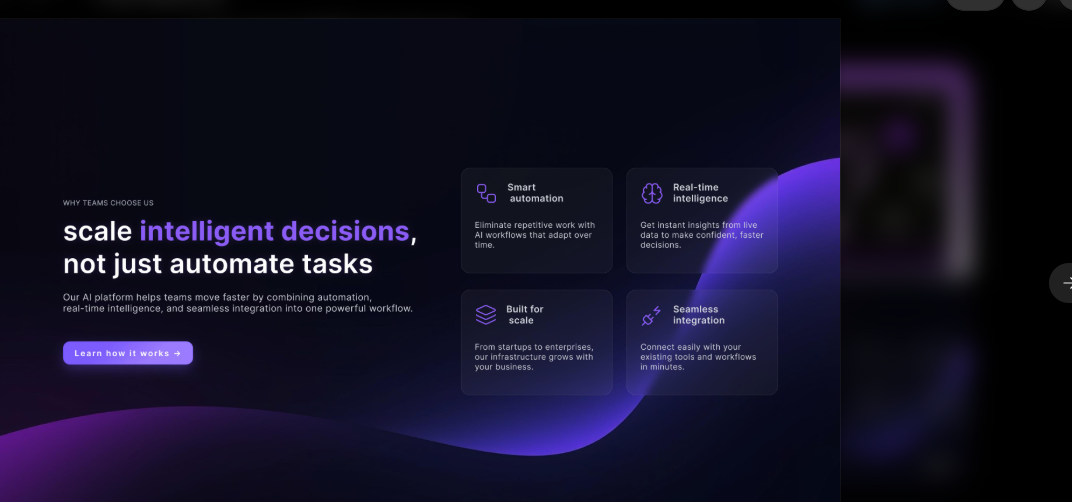 WHY TEAMS CHOOSE US
scale intelligent decisions,
not just automate tasks
Our AI platform helps teams move faster by combining automation,
real-time intelligence, and seamless integration into one powerful workflow.
Learn how it works →
Smart
automation
Eliminate repetitive work with
AI workflows that adapt over
time.
Real-time
intelligence
Get instant insights from live
data to make confident, faster
decisions.
Built for
scale
From startups to enterprises,
our infrastructure grows with
your business.
Seamless
integration
Connect easily with your
existing tools and workflows
in minutes.